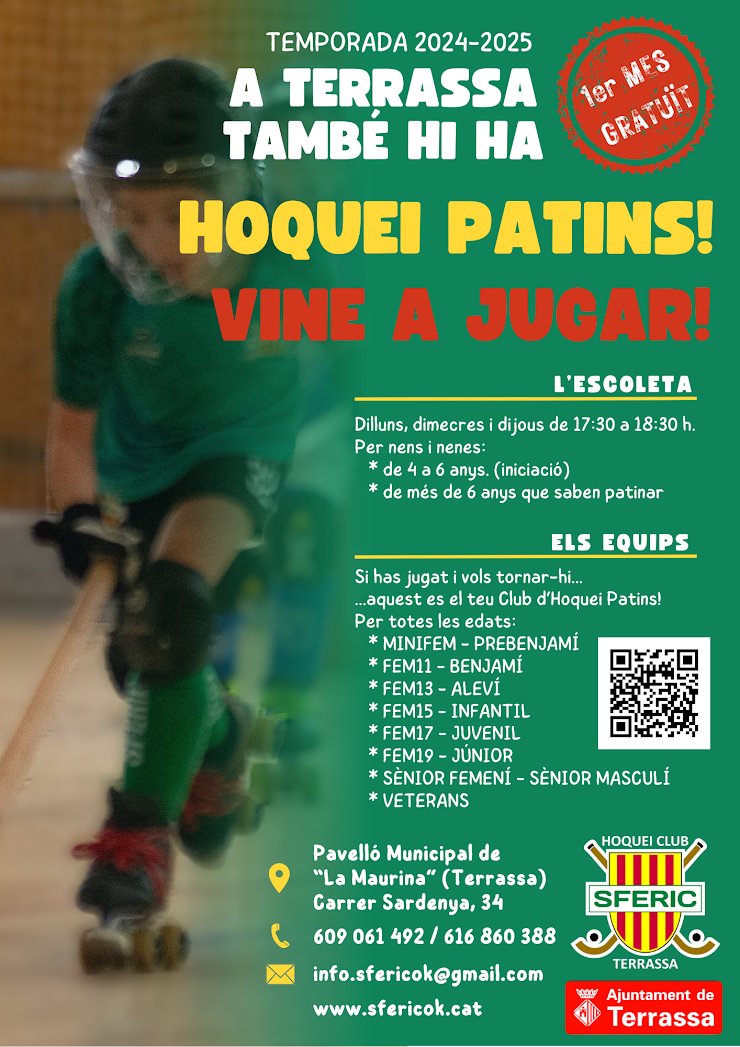 TEMPORADA 2024-2025
1er MES
GRATUÏT
A TERRASSA
TAMBÉ HI HA
HOQUEI PATINS!
VINE A JUGAR!
L'ESCOLETA
Dilluns, dimecres i dijous de 17:30 a 18:30 h.
Per nens i nenes:
* de 4 a 6 anys. (iniciació)
* de més de 6 anys que saben patinar
ELS EQUIPS
Si has jugat i vols tornar-hi...
...aquest es el teu Club d'Hoquei Patins!
Per totes les edats:
* MINIFEM - PREBENJAMÍ
* FEM11 - BENJAMÍ
* FEM13 - ALEVÍ
* FEM15 - INFANTIL
* FEM17 - JUVENIL
* FEM19 - JÚNIOR
* SÈNIOR FEMENÍ - SÈNIOR MASCULÍ
* VETERANS
Pavelló Municipal de
"La Maurina" (Terrassa)
Carrer Sardenya, 34
609 061 492 / 616 860 388
info.sfericok@gmail.com
www.sfericok.cat
HOQUEI CLUB
SFERIC
TERRASSA
Ajuntament de
Terrassa